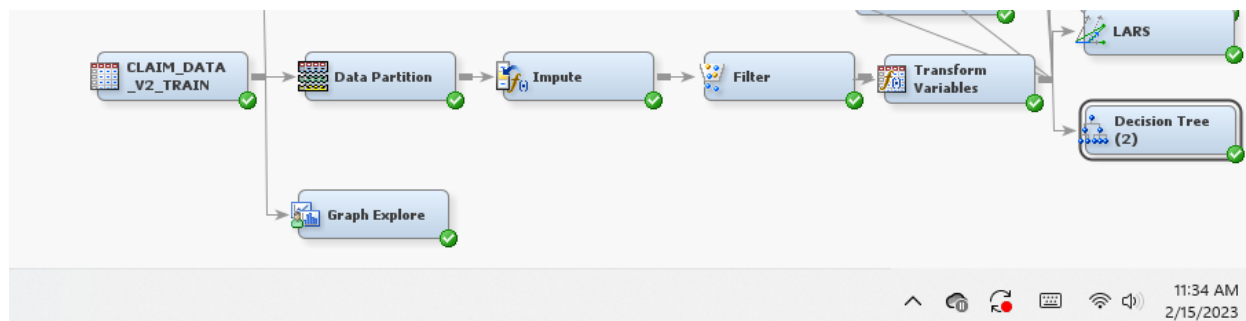 LARS
CLAIM_DATA
_V2_TRAIN
Data Partition
Impute
Filter
Transform
Variables
Decision Tree
(2)
Graph Explore
11:34 AM
2/15/2023